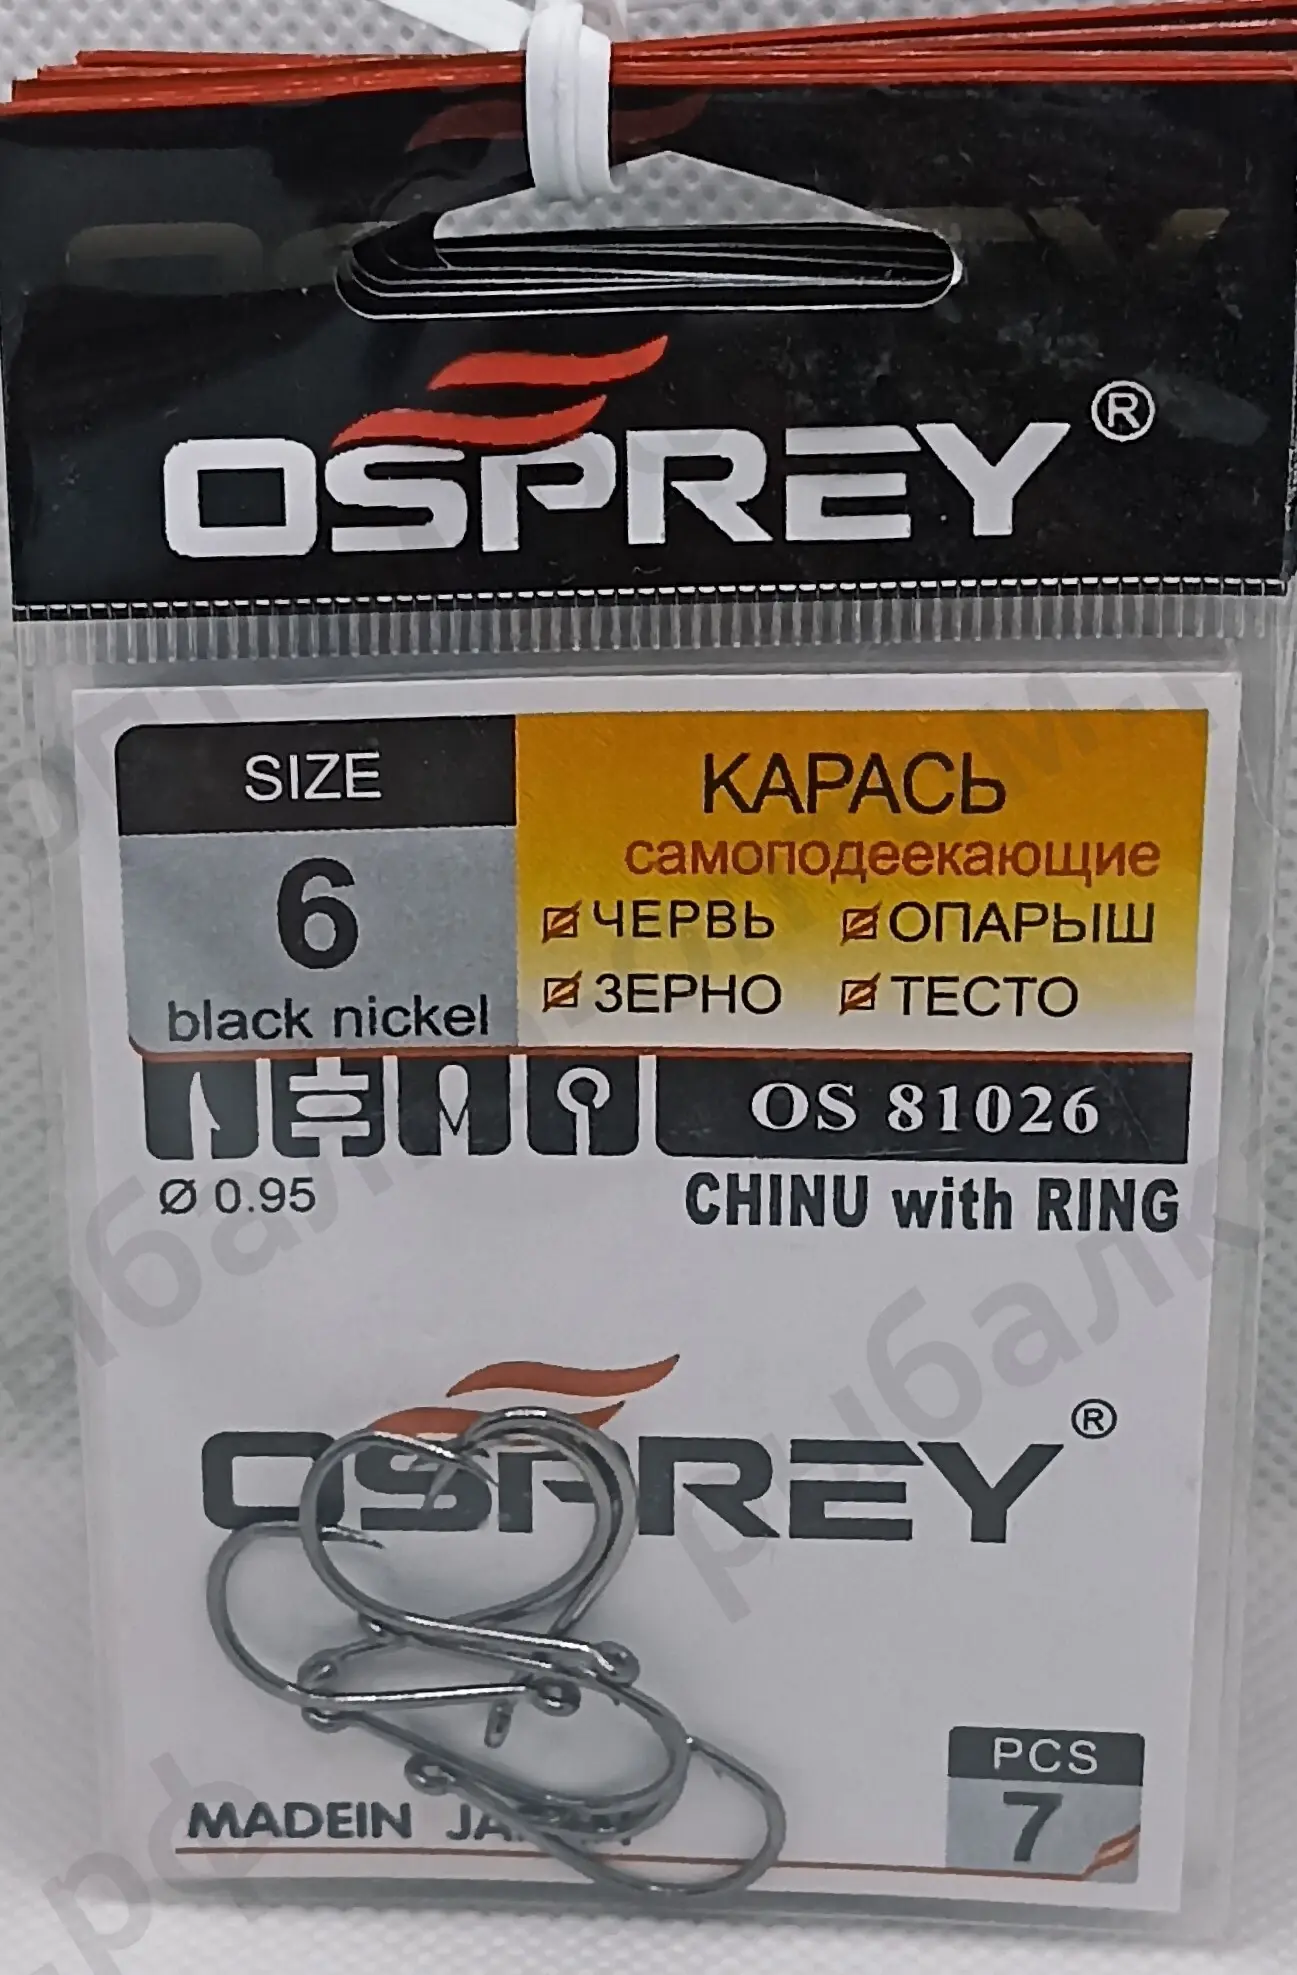 OSPREY ®
SIZE
6
black nickel
КАРАСЬ
самоподеекающие
ЧЕРВЬ ОПАРЫШ
ЗЕРНО ТЕСТО
OS 81026
Ø 0.95
CHINU with RING
OSPREY ®
PCS
7
MADEIN